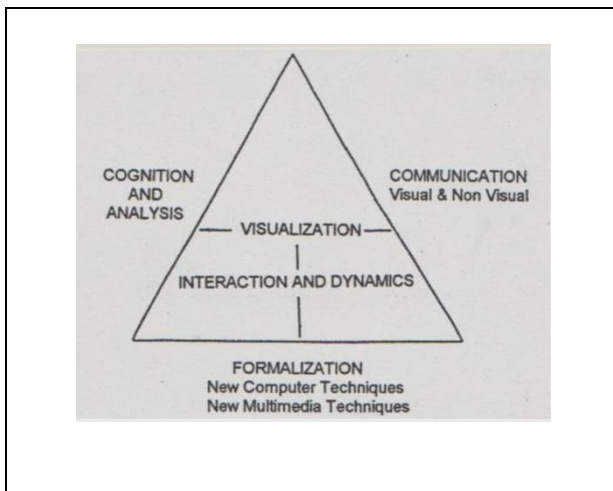 COGNITION
AND
ANALYSIS
COMMUNICATION
Visual & Non Visual
VISUALIZATION
INTERACTION AND DYNAMICS
FORMALIZATION
New Computer Techniques
New Multimedia Techniques